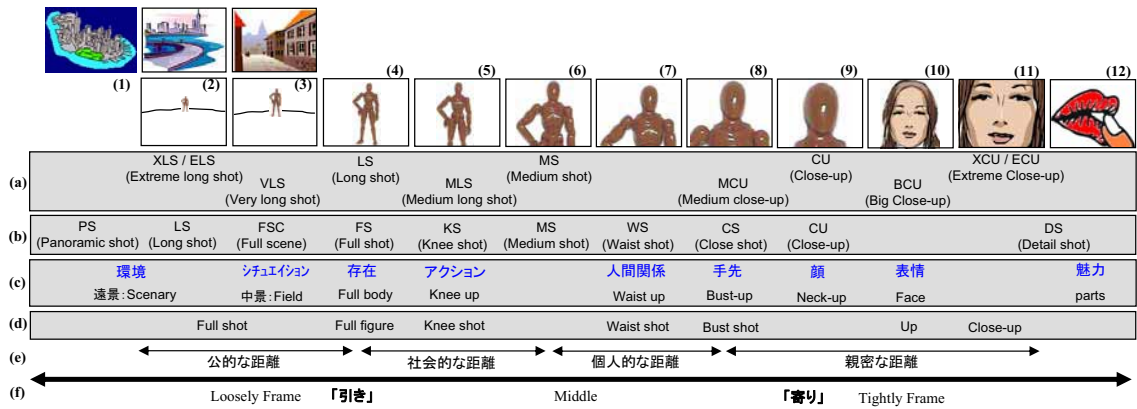 (1) (2) (3) (4) (5) (6) (7) (8) (9) (10) (11) (12)
(a)
XLS / ELS
(Extreme long shot)
VLS
(Very long shot)
LS
(Long shot)
MLS
(Medium long shot)
MS
(Medium shot)
MCU
(Medium close-up)
CU
(Close-up)
BCU
(Big Close-up)
XCU / ECU
(Extreme Close-up)
(b)
PS
(Panoramic shot)
LS
(Long shot)
FSC
(Full scene)
FS
(Full shot)
KS
(Knee shot)
MS
(Medium shot)
WS
(Waist shot)
CS
(Close shot)
CU
(Close-up)
DS
(Detail shot)
(c)
環境 シチュエイション 存在 アクション 人間関係 手先 顔 表情 魅力
遠景:Scenary 中景:Field Full body Knee up Waist up Bust-up Neck-up Face parts
(d) Full shot Full figure Knee shot Waist shot Bust shot Up Close-up
(e) 公的な距離 社会的な距離 個人的な距離 親密な距離
(f) Loosely Frame 「引き」 Middle 「寄り」 Tightly Frame